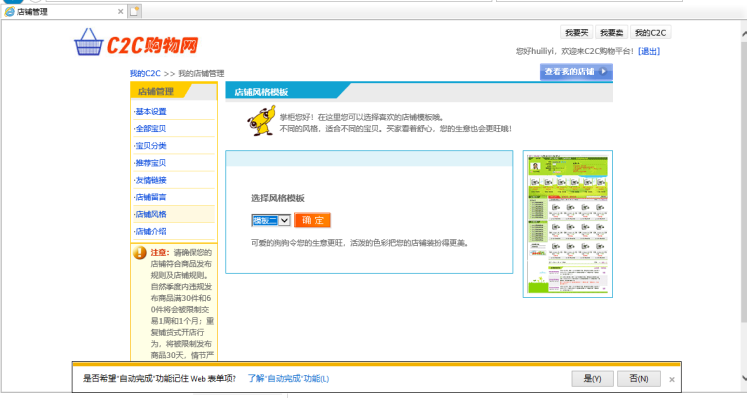 店铺管理
C2C购物网
我要买 我要卖 我的C2C
您好huiliyi，欢迎来C2C购物平台! [退出]
我的C2C >> 我的店铺管理
查看我的店铺
店铺管理
·基本设置
·全部宝贝
·宝贝分类
·推荐宝贝
·友情链接
·店铺留言
·店铺风格
·店铺介绍
注意：请确保您的
店铺符合商品发布
规则及店铺规则。
自然季度内违规发
布商品满30件和6
0件将会被限制交
易1周和1个月；重
复铺货式开店行
为，将被限制发布
商品30天，情节严
店铺风格模板
掌柜您好！在这里您可以选择喜欢的店铺模板哦。
不同的风格，适合不同的宝贝。买家看着舒心，您的生意也会更旺哦！
选择风格模板
模板二 确 定
可爱的狗狗令您的生意更旺，活泼的色彩把您的店铺装扮得更美。
是否希望"自动完成"功能记住 Web 表单项? 了解"自动完成"功能(L)
是(Y) 否(N)